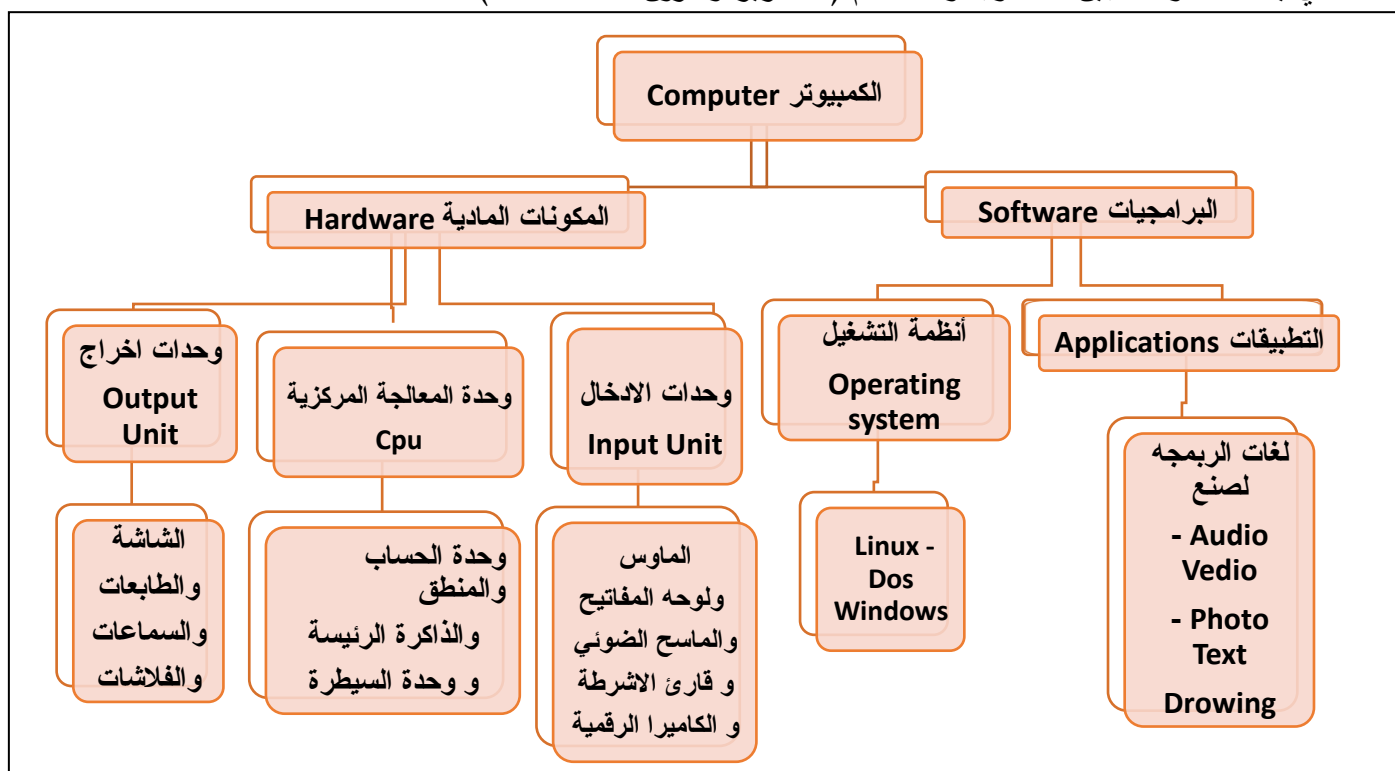 الكمبيوتر Computer
المكونات المادية Hardware
البرامجيات Software
وحدات اخراج
Output
Unit
وحدة المعالجة المركزية
Cpu
وحدات الادخال
Input Unit
أنظمة التشغيل
Operating
system
التطبيقات Applications
الشاشة
والطابعات
والسماعات
والفلاشات
وحدة الحساب
والمنطق
والذاكرة الرئيسة
و وحدة السيطرة
الماوس
ولوحه المفاتيح
والماسح الضوئي
و قارئ الاشرطة
و الكاميرا الرقمية
Linux -
Dos
Windows
لغات الربمجه
لصنع
- Audio
Vedio
- Photo
Text
Drowing